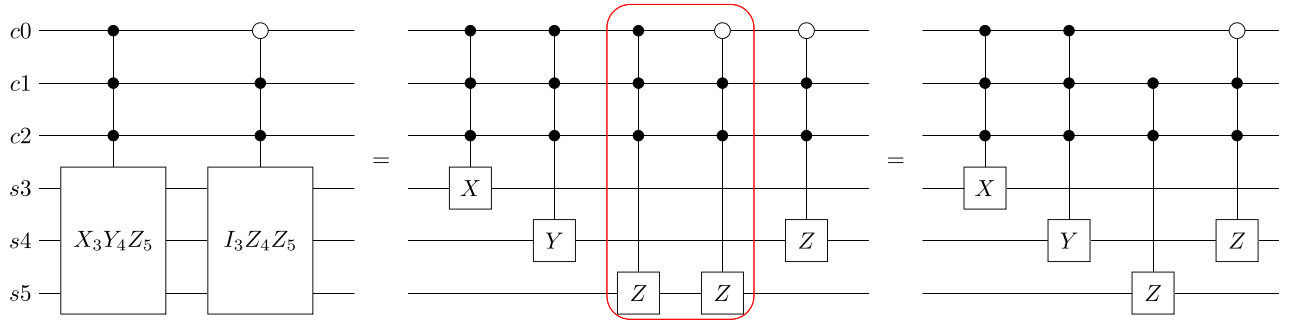 c0
c1
c2
s3
s4
s5
X₃Y₄Z₅ I₃Z₄Z₅
=
X
Y
Z Z
Z
=
X
Y
Z
Z